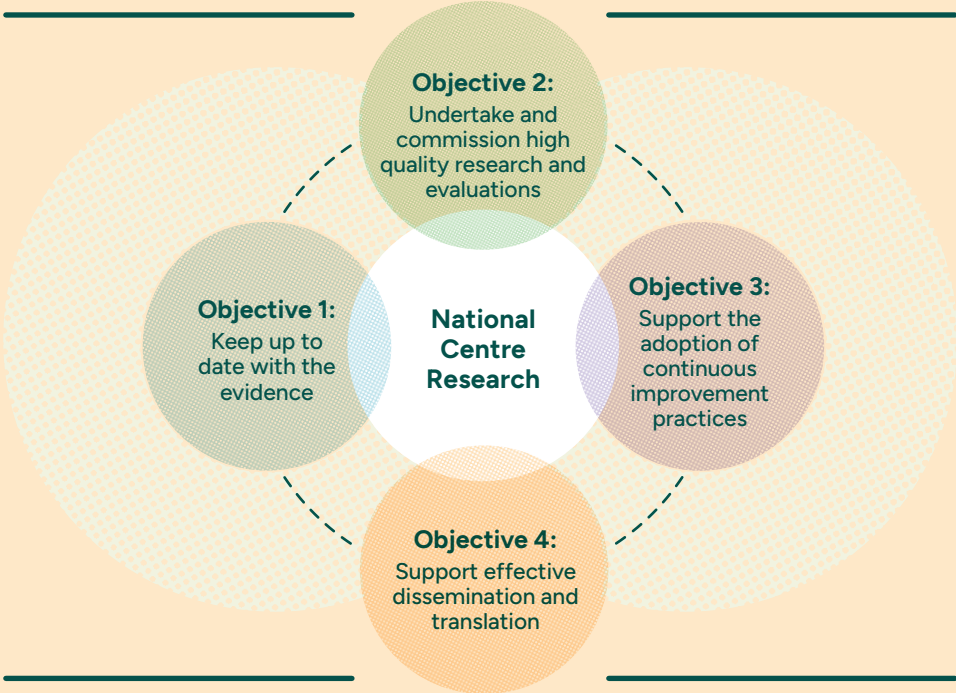 Objective 2:
Undertake and
commission high
quality research and
evaluations
Objective 1:
Keep up to
date with the
evidence
National
Centre
Research
Objective 3:
Support the
adoption of
continuous
improvement
practices
Objective 4:
Support effective
dissemination and
translation